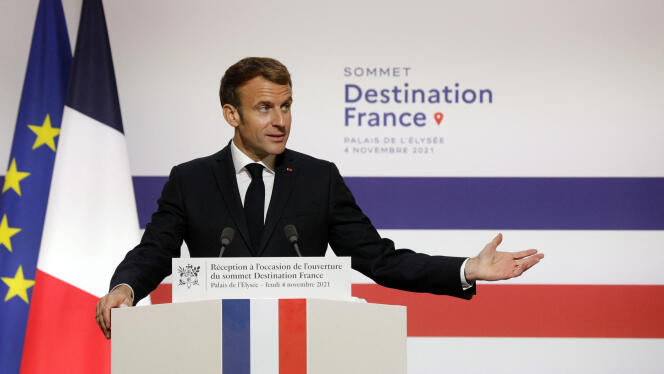 SOMMET
Destination
France
PALAIS DE L'ÉLYSÉE
4 NOVEMBRE 2021
Réception à l'occasion de l'ouverture
du sommet Destination France
Palais de l'Elysée – Jeudi 4 novembre 2021